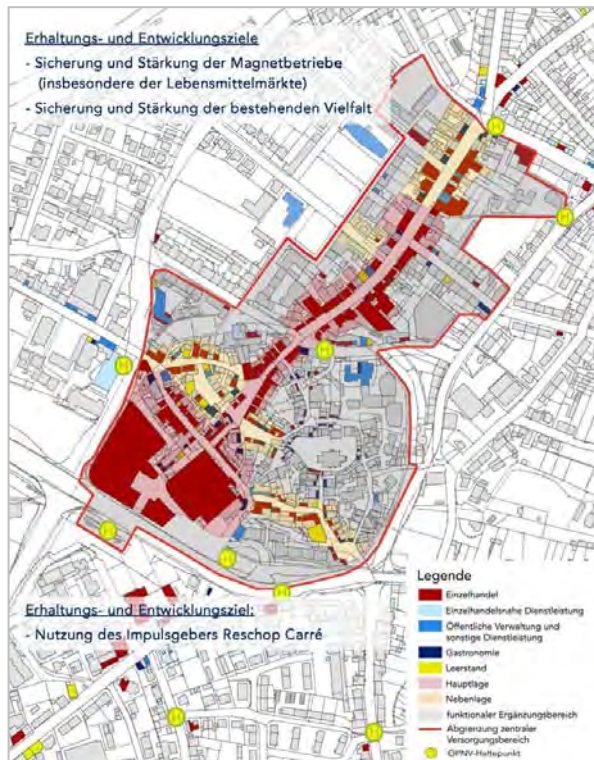 Erhaltungs- und Entwicklungsziele
- Sicherung und Stärkung der Magnetbetriebe
(insbesondere der Lebensmittelmärkte)
- Sicherung und Stärkung der bestehenden Vielfalt
H
H
H
H
H
H
H
H
H
Erhaltungs- und Entwicklungsziel:
- Nutzung des Impulsgebers Reschop Carré
Legende
Einzelhandel
Einzelhandelsnahe Dienstleistung
Öffentliche Verwaltung und
sonstige Dienstleistung
Gastronomie
Leerstand
Hauptlage
Nebenlage
funktionaler Ergänzungsbereich
Abgrenzung zentraler
Versorgungsbereich
ÖPNV-Haltepunkt